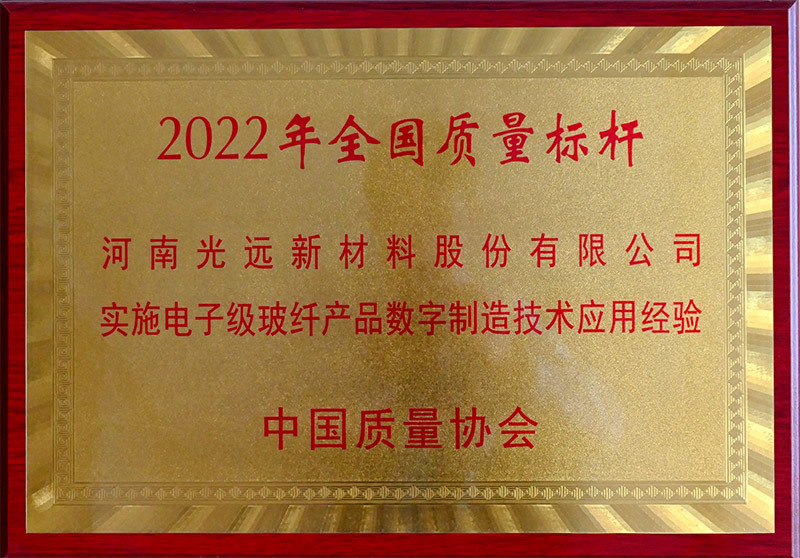 2022年全国质量标杆
河南光远新材料股份有限公司
实施电子级玻纤产品数字制造技术应用经验
中国质量协会